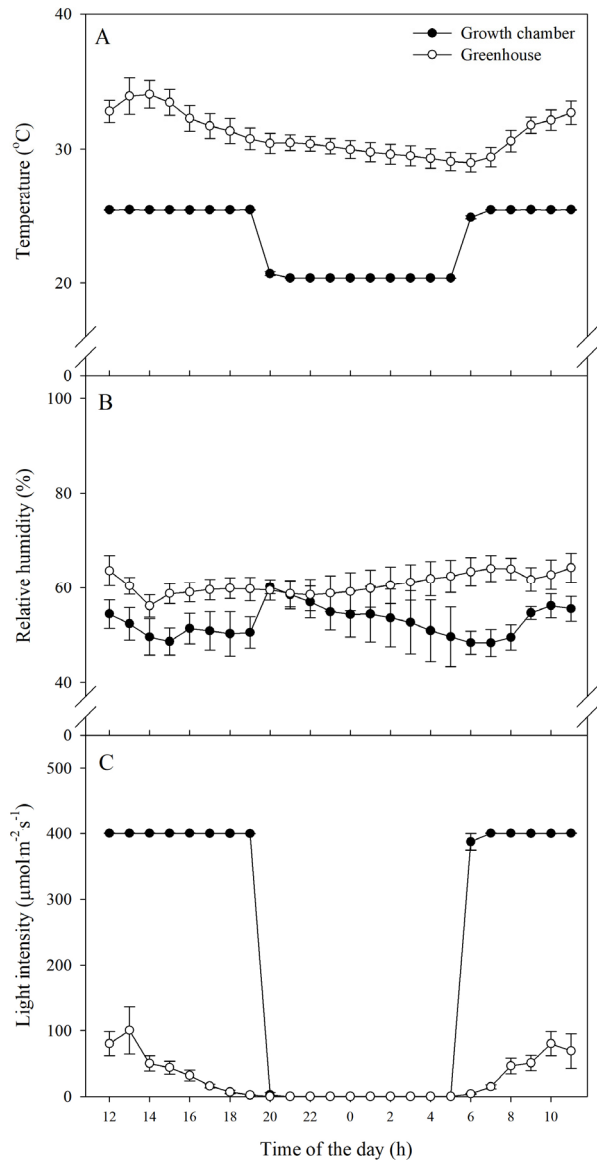 A
Growth chamber
Greenhouse
Temperature (°C)
40
30
20
0
B
Relative humidity (%)
100
80
60
40
0
C
Light intensity (μmol·m⁻²s⁻¹)
500
400
300
200
100
0
12 14 16 18 20 22 0 2 4 6 8 10
Time of the day (h)